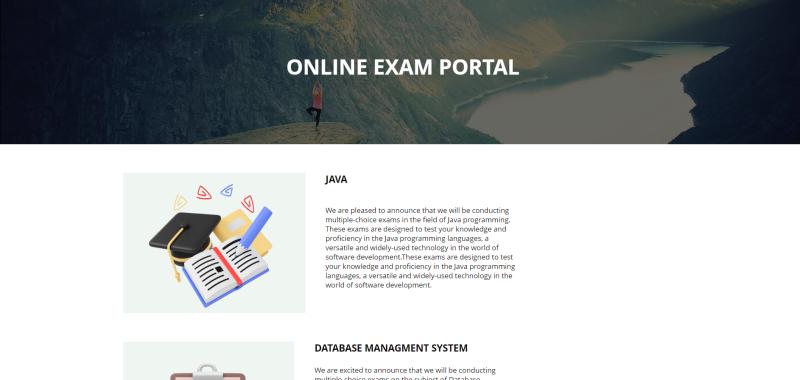 ONLINE EXAM PORTAL
JAVA
We are pleased to announce that we will be conducting
multiple-choice exams in the field of Java programming.
These exams are designed to test your knowledge and
proficiency in the Java programming languages, a
versatile and widely-used technology in the world of
software development.These exams are designed to test
your knowledge and proficiency in the Java programming
languages, a versatile and widely-used technology in the
world of software development.
DATABASE MANAGMENT SYSTEM
We are excited to announce that we will be conducting
multiple-choice exams on the subject of Database